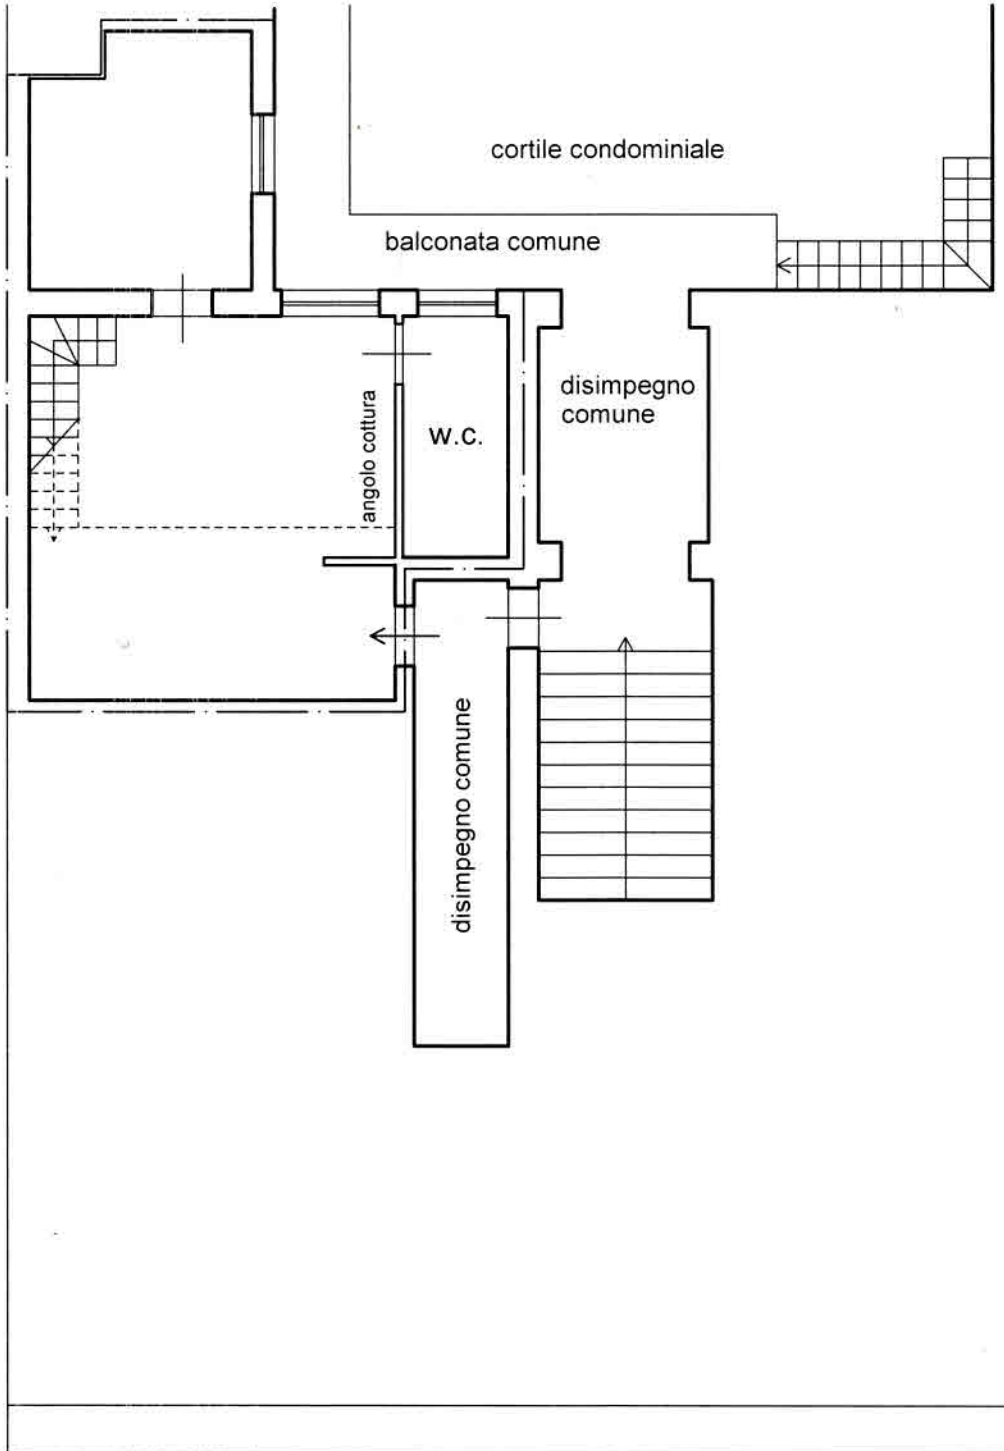 cortile condominiale
balconata comune
disimpegno
comune
angolo cottura
w.c.
disimpegno comune